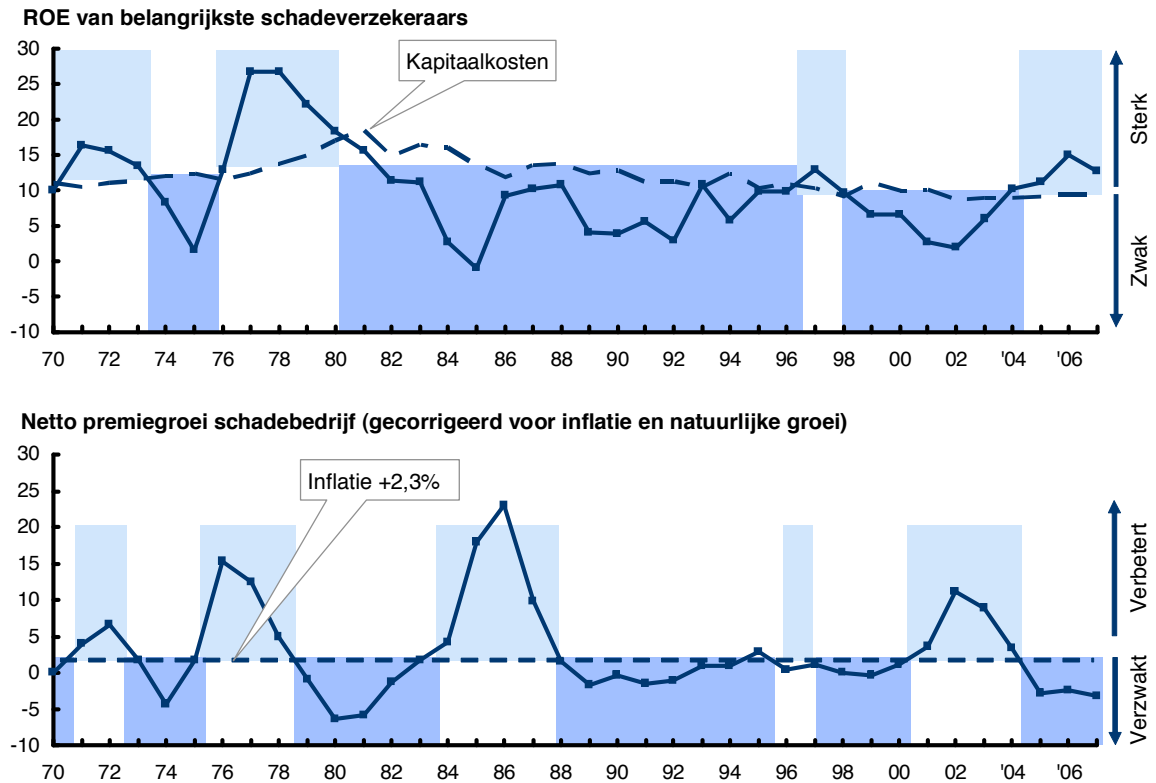 ROE van belangrijkste schadeverzekeraars
30
25
20
15
10
5
0
-5
-10
Kapitaalkosten
Sterk
Zwak
70 72 74 76 78 80 82 84 86 88 90 92 94 96 98 00 02 '04 '06
Netto premiegroei schadebedrijf (gecorrigeerd voor inflatie en natuurlijke groei)
30
25
20
15
10
5
0
-5
-10
Inflatie +2,3%
Verbetert
Verzwakt
70 72 74 76 78 80 82 84 86 88 90 92 94 96 98 00 02 '04 '06